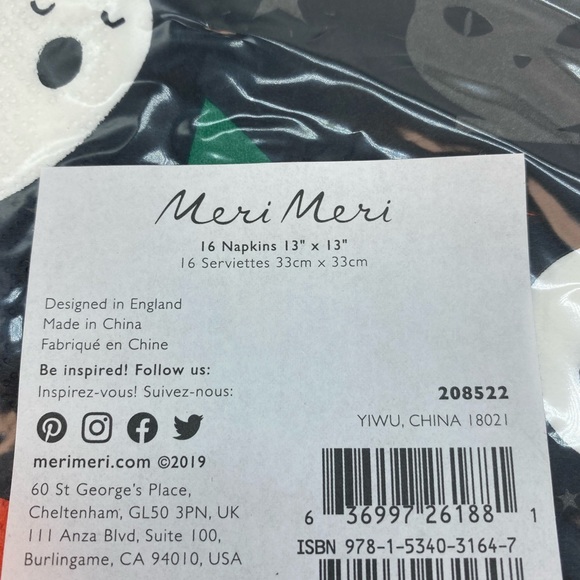 Meri Meri
16 Napkins 13" x 13"
16 Serviettes 33cm x 33cm
Designed in England
Made in China
Fabriqué en Chine
Be inspired! Follow us:
Inspirez-vous! Suivez-nous:
208522
YIWU, CHINA 18021
merimeri.com ©2019
60 St George's Place,
Cheltenham, GL50 3PN, UK
111 Anza Blvd, Suite 100,
Burlingame, CA 94010, USA
6 36997 26188 1
ISBN 978-1-5340-3164-7